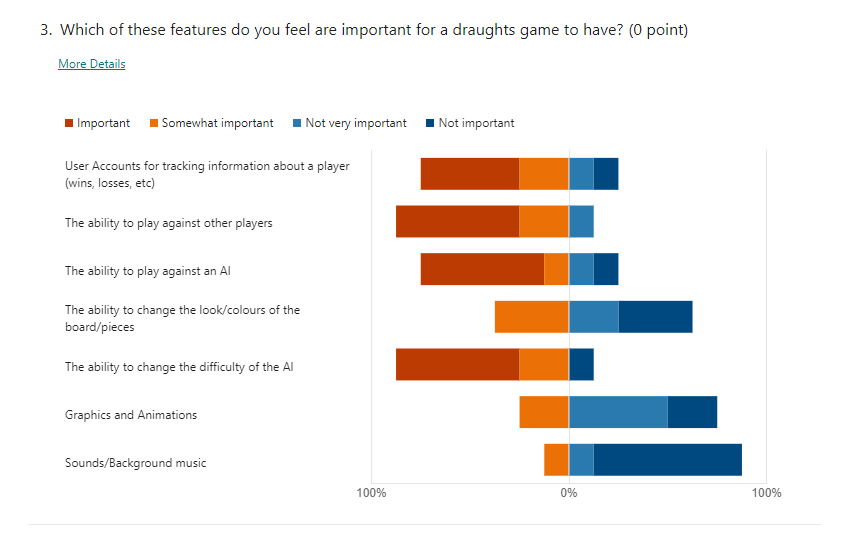 3. Which of these features do you feel are important for a draughts game to have? (0 point)
More Details
Important Somewhat important Not very important Not important
User Accounts for tracking information about a player
(wins, losses, etc)
The ability to play against other players
The ability to play against an AI
The ability to change the look/colours of the
board/pieces
The ability to change the difficulty of the AI
Graphics and Animations
Sounds/Background music
100% 0% 100%